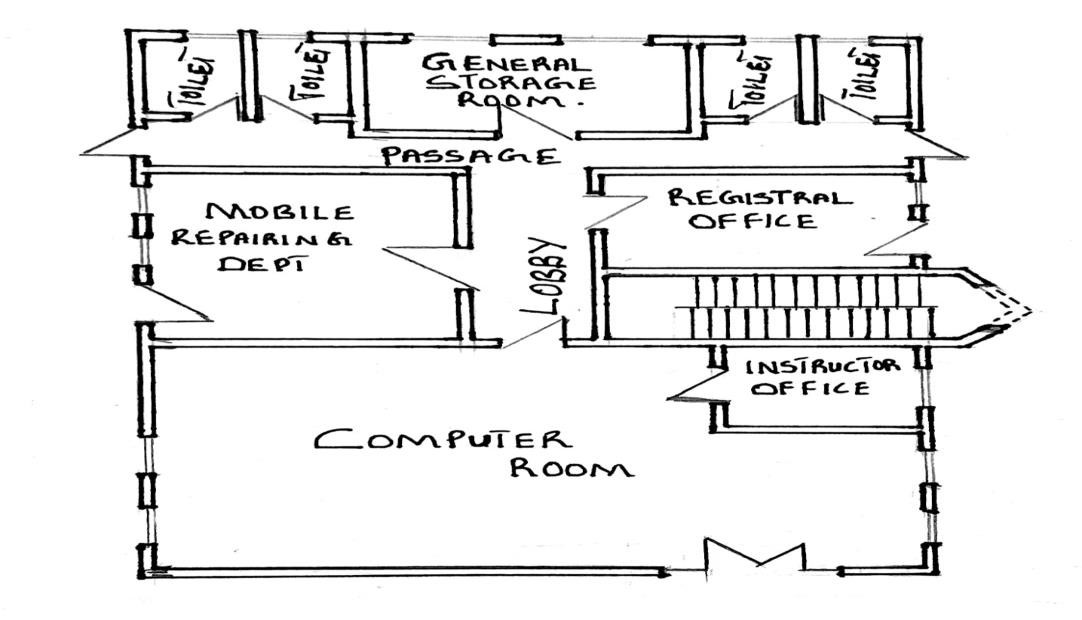 TOILET
TOILET
GENERAL
STORAGE
ROOM.
TOILET
TOILET
PASSAGE
MOBILE
REPAIRING
DEPT
LOBBY
REGISTRAL
OFFICE
INSTRUCTOR
OFFICE
COMPUTER
ROOM